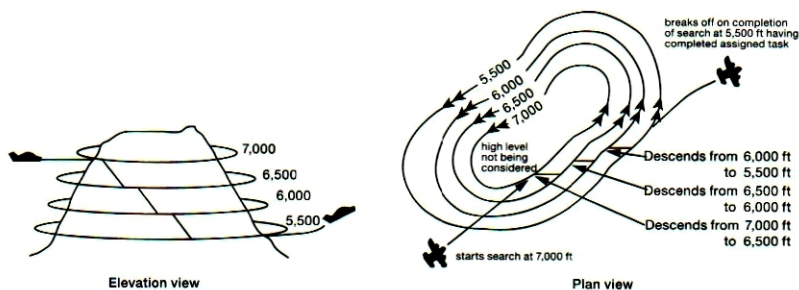 7,000
6,500
6,000
5,500
Elevation view
breaks off on completion
of search at 5,500 ft having
completed assigned task
5,500
6,000
6,500
7,000
high level
not being
considered
Descends from 6,000 ft
to 5,500 ft
Descends from 6,500 ft
to 6,000 ft
Descends from 7,000 ft
to 6,500 ft
starts search at 7,000 ft
Plan view